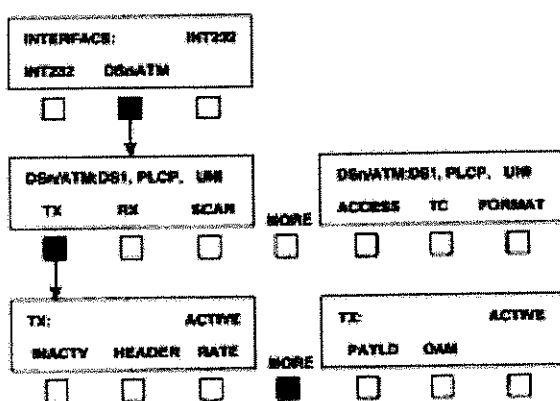 INTERFACE: INT232
INT232 DSn/ATM
DSn/ATM:DS1, PLCP, UNI
TX RX SCAN
MORE
DSn/ATM:DS1, PLCP, UNI
ACCESS TC FORMAT
TX: ACTIVE
INACTV HEADER RATE
MORE
TX: ACTIVE
PAYLD OAM